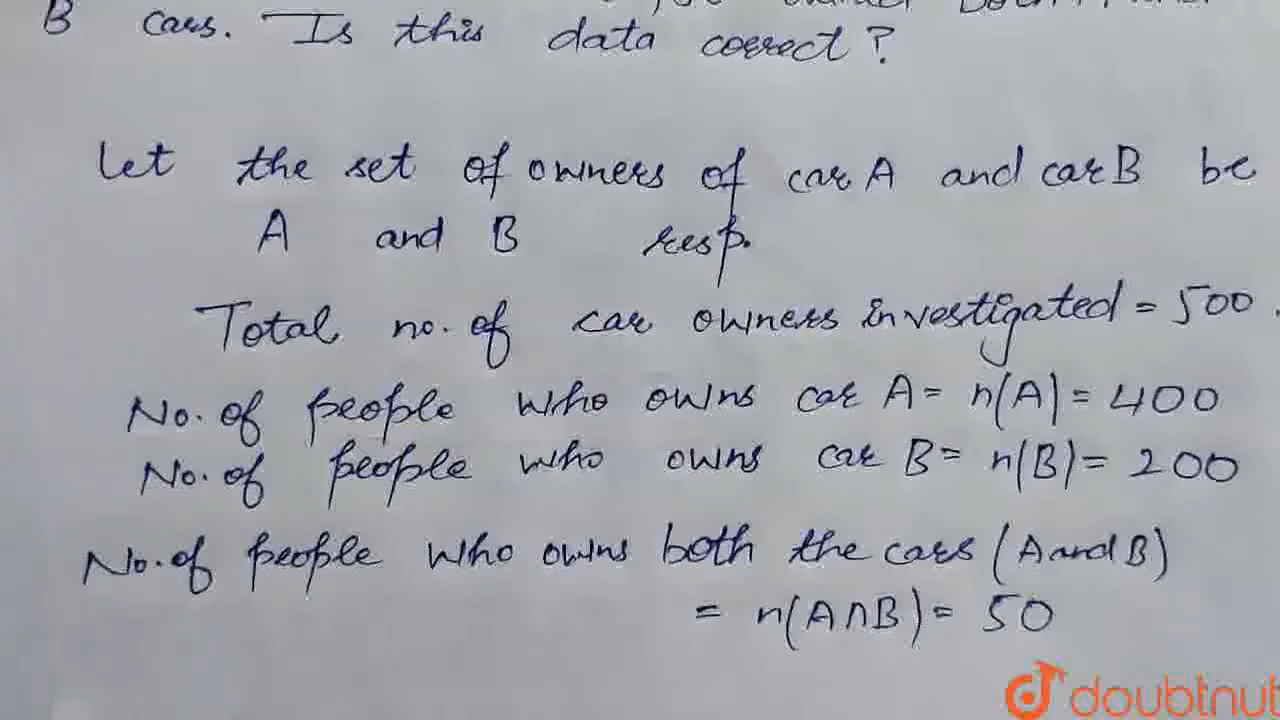 B cars. Is this data correct?
Let the set of owners of car A and car B be
A and B resp.
Total no. of car owners investigated = 500.
No. of people who owns car A = n(A) = 400
No. of people who owns car B = n(B) = 200
No. of people who owns both the cars (A and B)
= n(A∩B) = 50
doubtnut